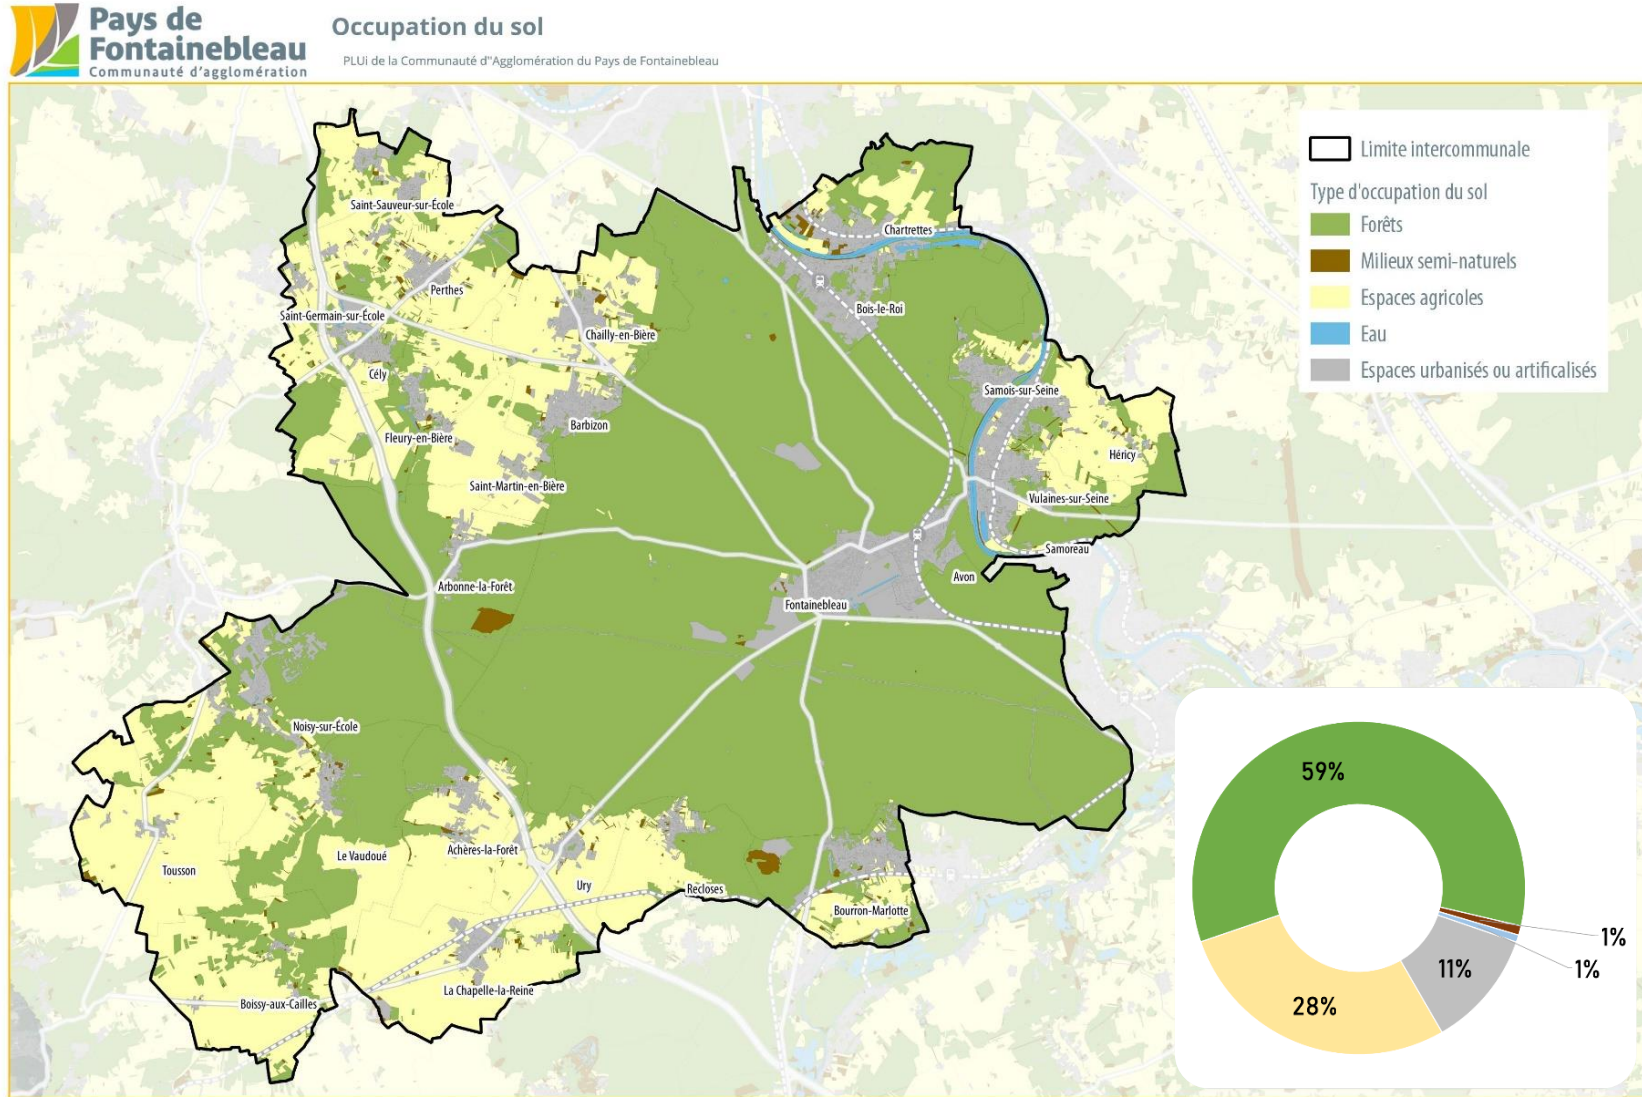 Pays de
Fontainebleau
Communauté d'agglomération
Occupation du sol
PLUi de la Communauté d''Agglomération du Pays de Fontainebleau
Limite intercommunale
Type d'occupation du sol
Forêts
Milieux semi-naturels
Espaces agricoles
Eau
Espaces urbanisés ou artificalisés
Saint-Sauveur-sur-École
Chartrettes
Perthes
Saint-Germain-sur-École
Bois-le-Roi
Chailly-en-Bière
Cély
Samois-sur-Seine
Barbizon
Fleury-en-Bière
Héricy
Saint-Martin-en-Bière
Vulaines-sur-Seine
Samoreau
Avon
Arbonne-la-Forêt
Fontainebleau
Noisy-sur-École
Achères-la-Forêt
Le Vaudoué
Tousson
Ury
Recloses
Bourron-Marlotte
La Chapelle-la-Reine
Boissy-aux-Cailles
59%
1%
1%
11%
28%